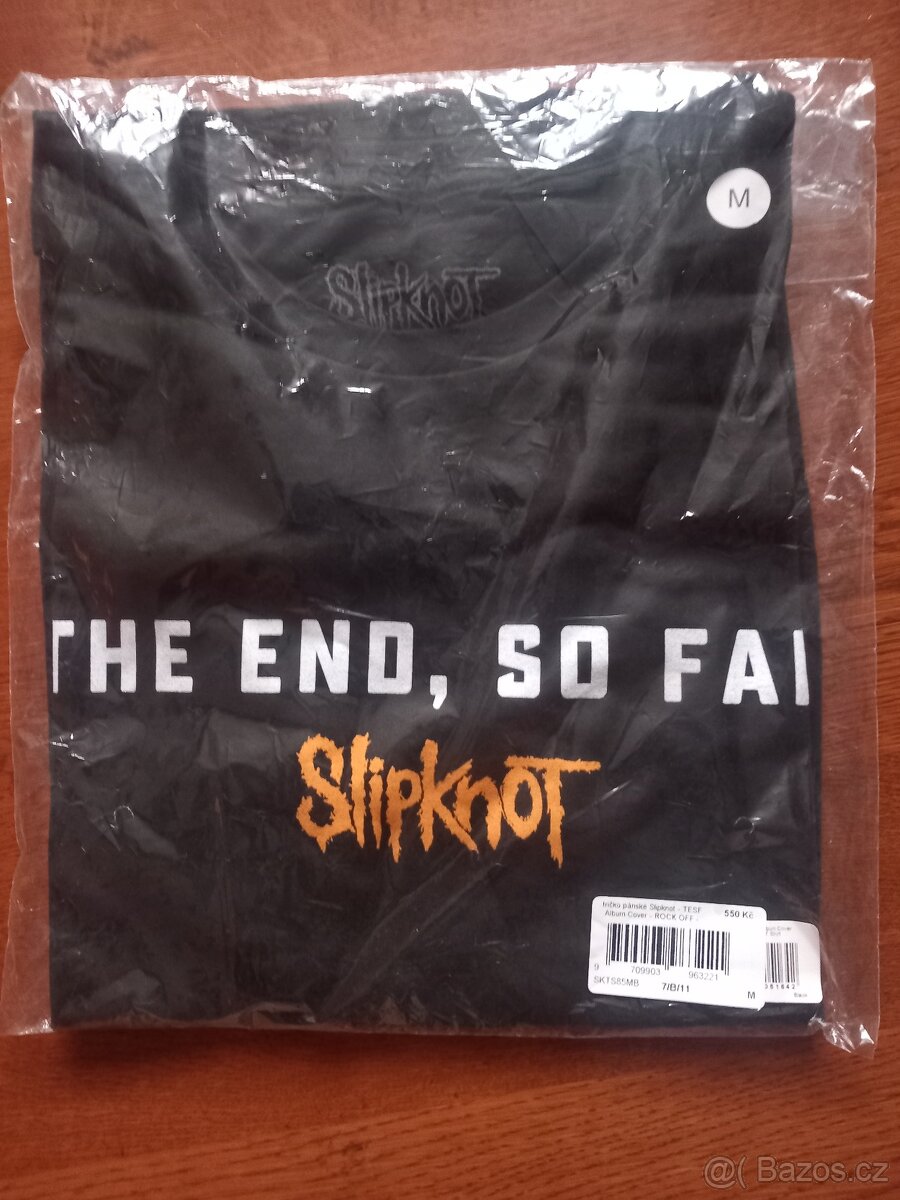 M
Slipknot
THE END, SO FA
Slipknot
tričko pánské Slipknot - TESF 550 Kč
Album Cover - ROCK OFF -
9 709903 963221
SKTS85MB 7/B/11 M
Cover
@( Bazos.cz